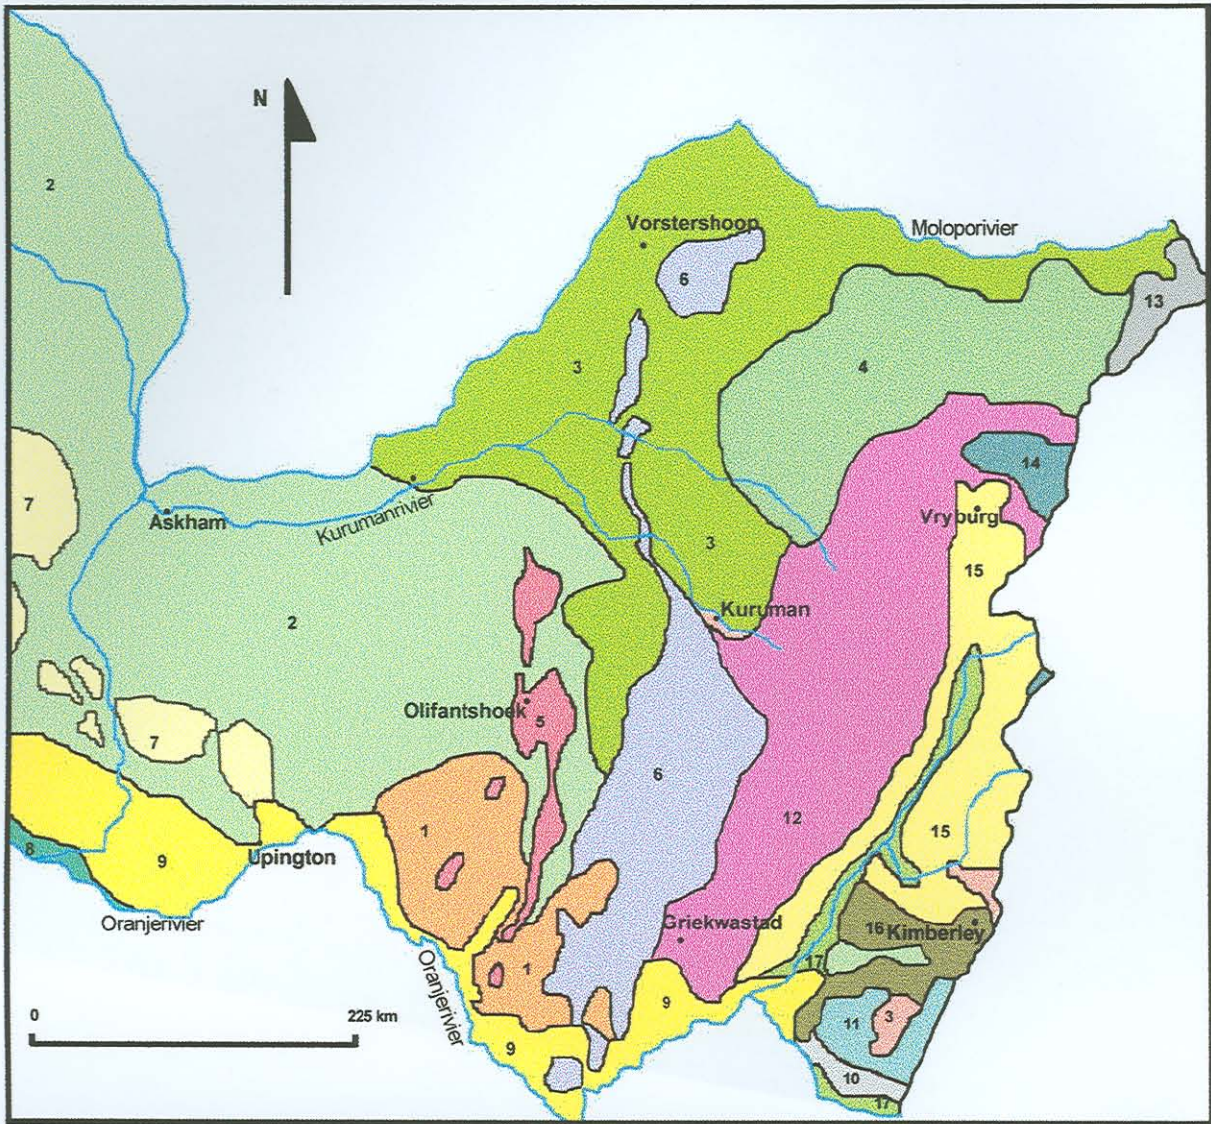 N
2
Vorstershoop
Moloporivier
6
13
3
4
14
7
Askham
Kurumanrivier
Vryburg
3
15
Kuruman
2
Olifantshoek
5
7
6
1
12
15
8
9
Upington
Oranjerivier
Griekwastad
16
Kimberley
Oranjerivier
1
17
9
0
225 km
11
3
9
10
17